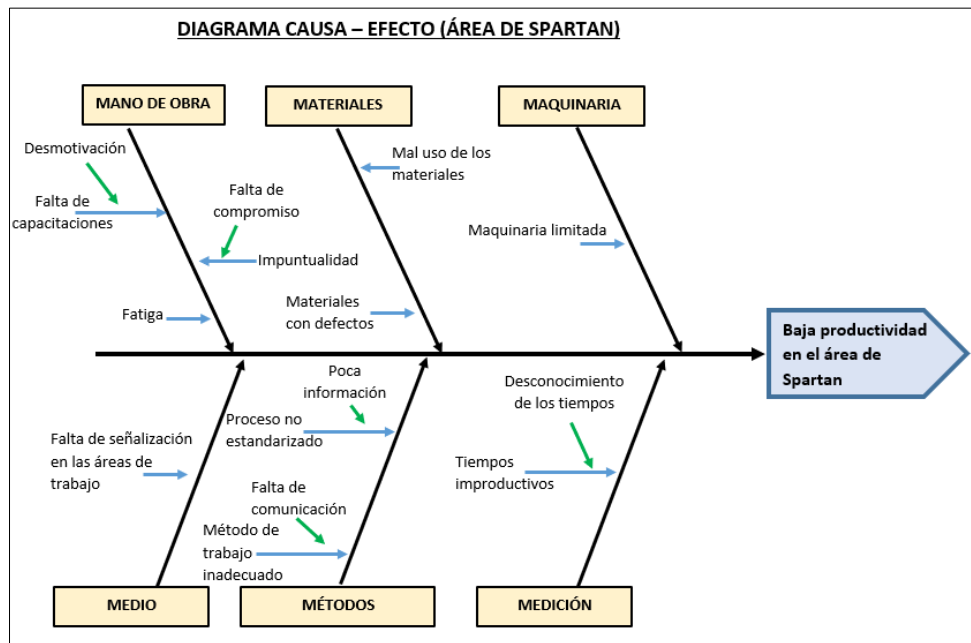 DIAGRAMA CAUSA – EFECTO (ÁREA DE SPARTAN)
MANO DE OBRA
MATERIALES
MAQUINARIA
Desmotivación
Falta de
capacitaciones
Falta de
compromiso
Impuntualidad
Fatiga
Mal uso de los
materiales
Materiales
con defectos
Maquinaria limitada
Baja productividad
en el área de
Spartan
Falta de señalización
en las áreas de
trabajo
Poca
información
Proceso no
estandarizado
Falta de
comunicación
Método de
trabajo
inadecuado
Desconocimiento
de los tiempos
Tiempos
improductivos
MEDIO
MÉTODOS
MEDICIÓN